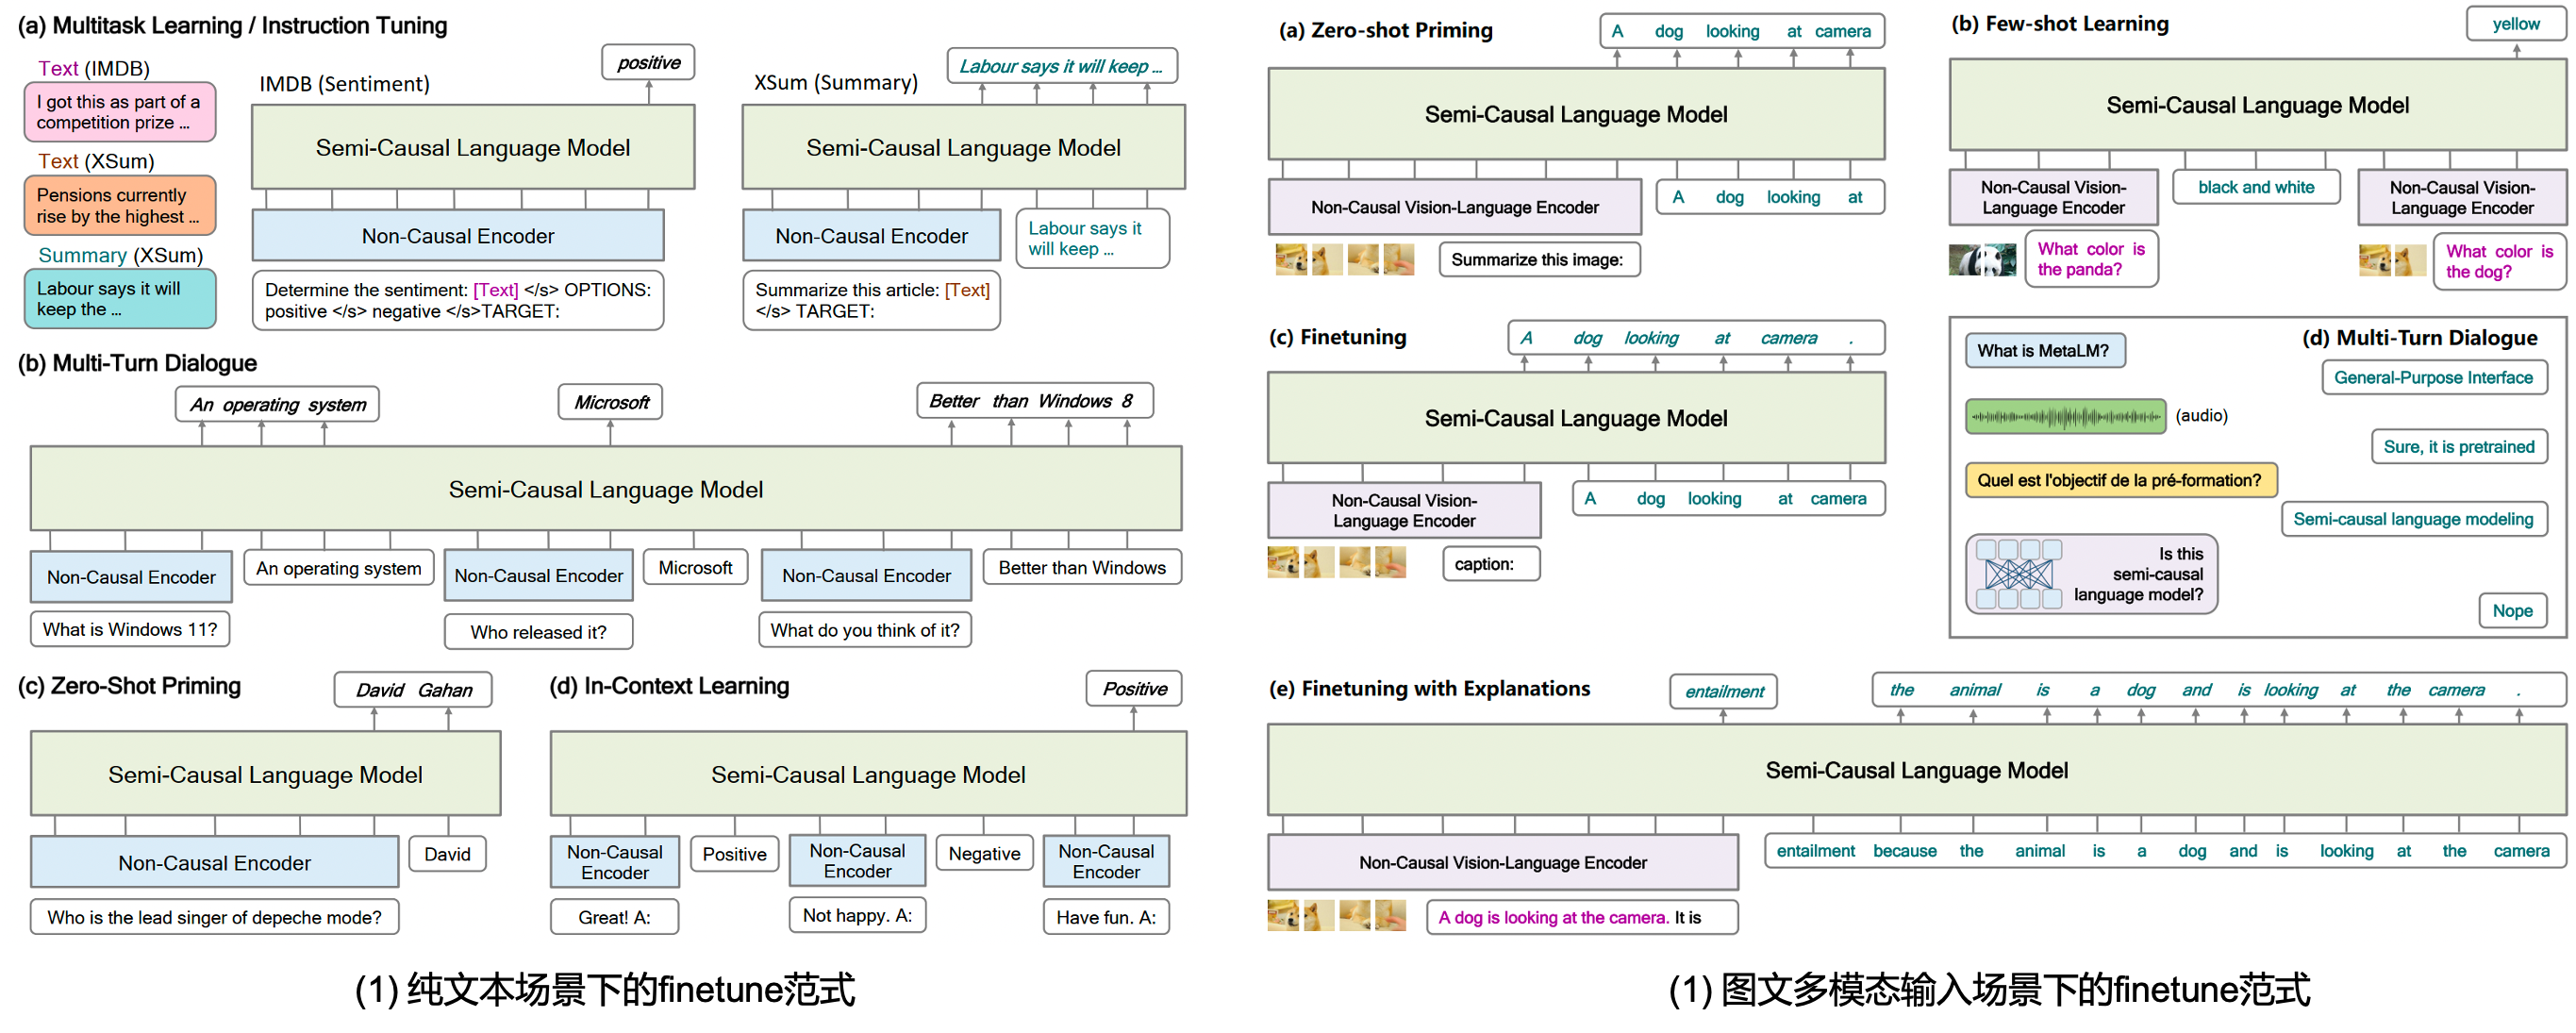 (a) Multitask Learning / Instruction Tuning
Text (IMDB)
I got this as part of a
competition prize ...
Text (XSum)
Pensions currently
rise by the highest ...
Summary (XSum)
Labour says it will
keep the ...
IMDB (Sentiment)
positive
Semi-Causal Language Model
Non-Causal Encoder
Determine the sentiment: [Text] </s> OPTIONS:
positive </s> negative </s>TARGET:
XSum (Summary)
Labour says it will keep ...
Semi-Causal Language Model
Non-Causal Encoder
Labour says it
will keep ...
Summarize this article: [Text]
</s> TARGET:
(b) Multi-Turn Dialogue
An operating system
Microsoft
Better than Windows 8
Semi-Causal Language Model
Non-Causal Encoder
An operating system
Non-Causal Encoder
Microsoft
Non-Causal Encoder
Better than Windows
What is Windows 11?
Who released it?
What do you think of it?
(c) Zero-Shot Priming
David Gahan
Semi-Causal Language Model
Non-Causal Encoder
David
Who is the lead singer of depeche mode?
(d) In-Context Learning
Positive
Semi-Causal Language Model
Non-Causal
Encoder
Positive
Non-Causal
Encoder
Negative
Non-Causal
Encoder
Great! A:
Not happy. A:
Have fun. A:
(1) 纯文本场景下的finetune范式
(a) Zero-shot Priming
A dog looking at camera
Semi-Causal Language Model
Non-Causal Vision-Language Encoder
A dog looking at
Summarize this image:
(b) Few-shot Learning
yellow
Semi-Causal Language Model
Non-Causal Vision-
Language Encoder
black and white
Non-Causal Vision-
Language Encoder
What color is
the panda?
What color is
the dog?
(c) Finetuning
A dog looking at camera .
Semi-Causal Language Model
Non-Causal Vision-
Language Encoder
A dog looking at camera
caption:
(d) Multi-Turn Dialogue
What is MetaLM?
General-Purpose Interface
(audio)
Sure, it is pretrained
Quel est l'objectif de la pré-formation?
Semi-causal language modeling
Is this
semi-causal
language model?
Nope
(e) Finetuning with Explanations
entailment
the animal is a dog and is looking at the camera .
Semi-Causal Language Model
Non-Causal Vision-Language Encoder
entailment because the animal is a dog and is looking at the camera
A dog is looking at the camera. It is
(1) 图文多模态输入场景下的finetune范式